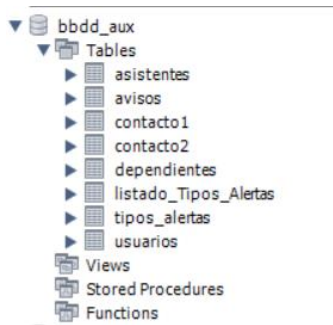 bbdd_aux
Tables
asistentes
avisos
contacto1
contacto2
dependientes
listado_Tipos_Alertas
tipos_alertas
usuarios
Views
Stored Procedures
Functions